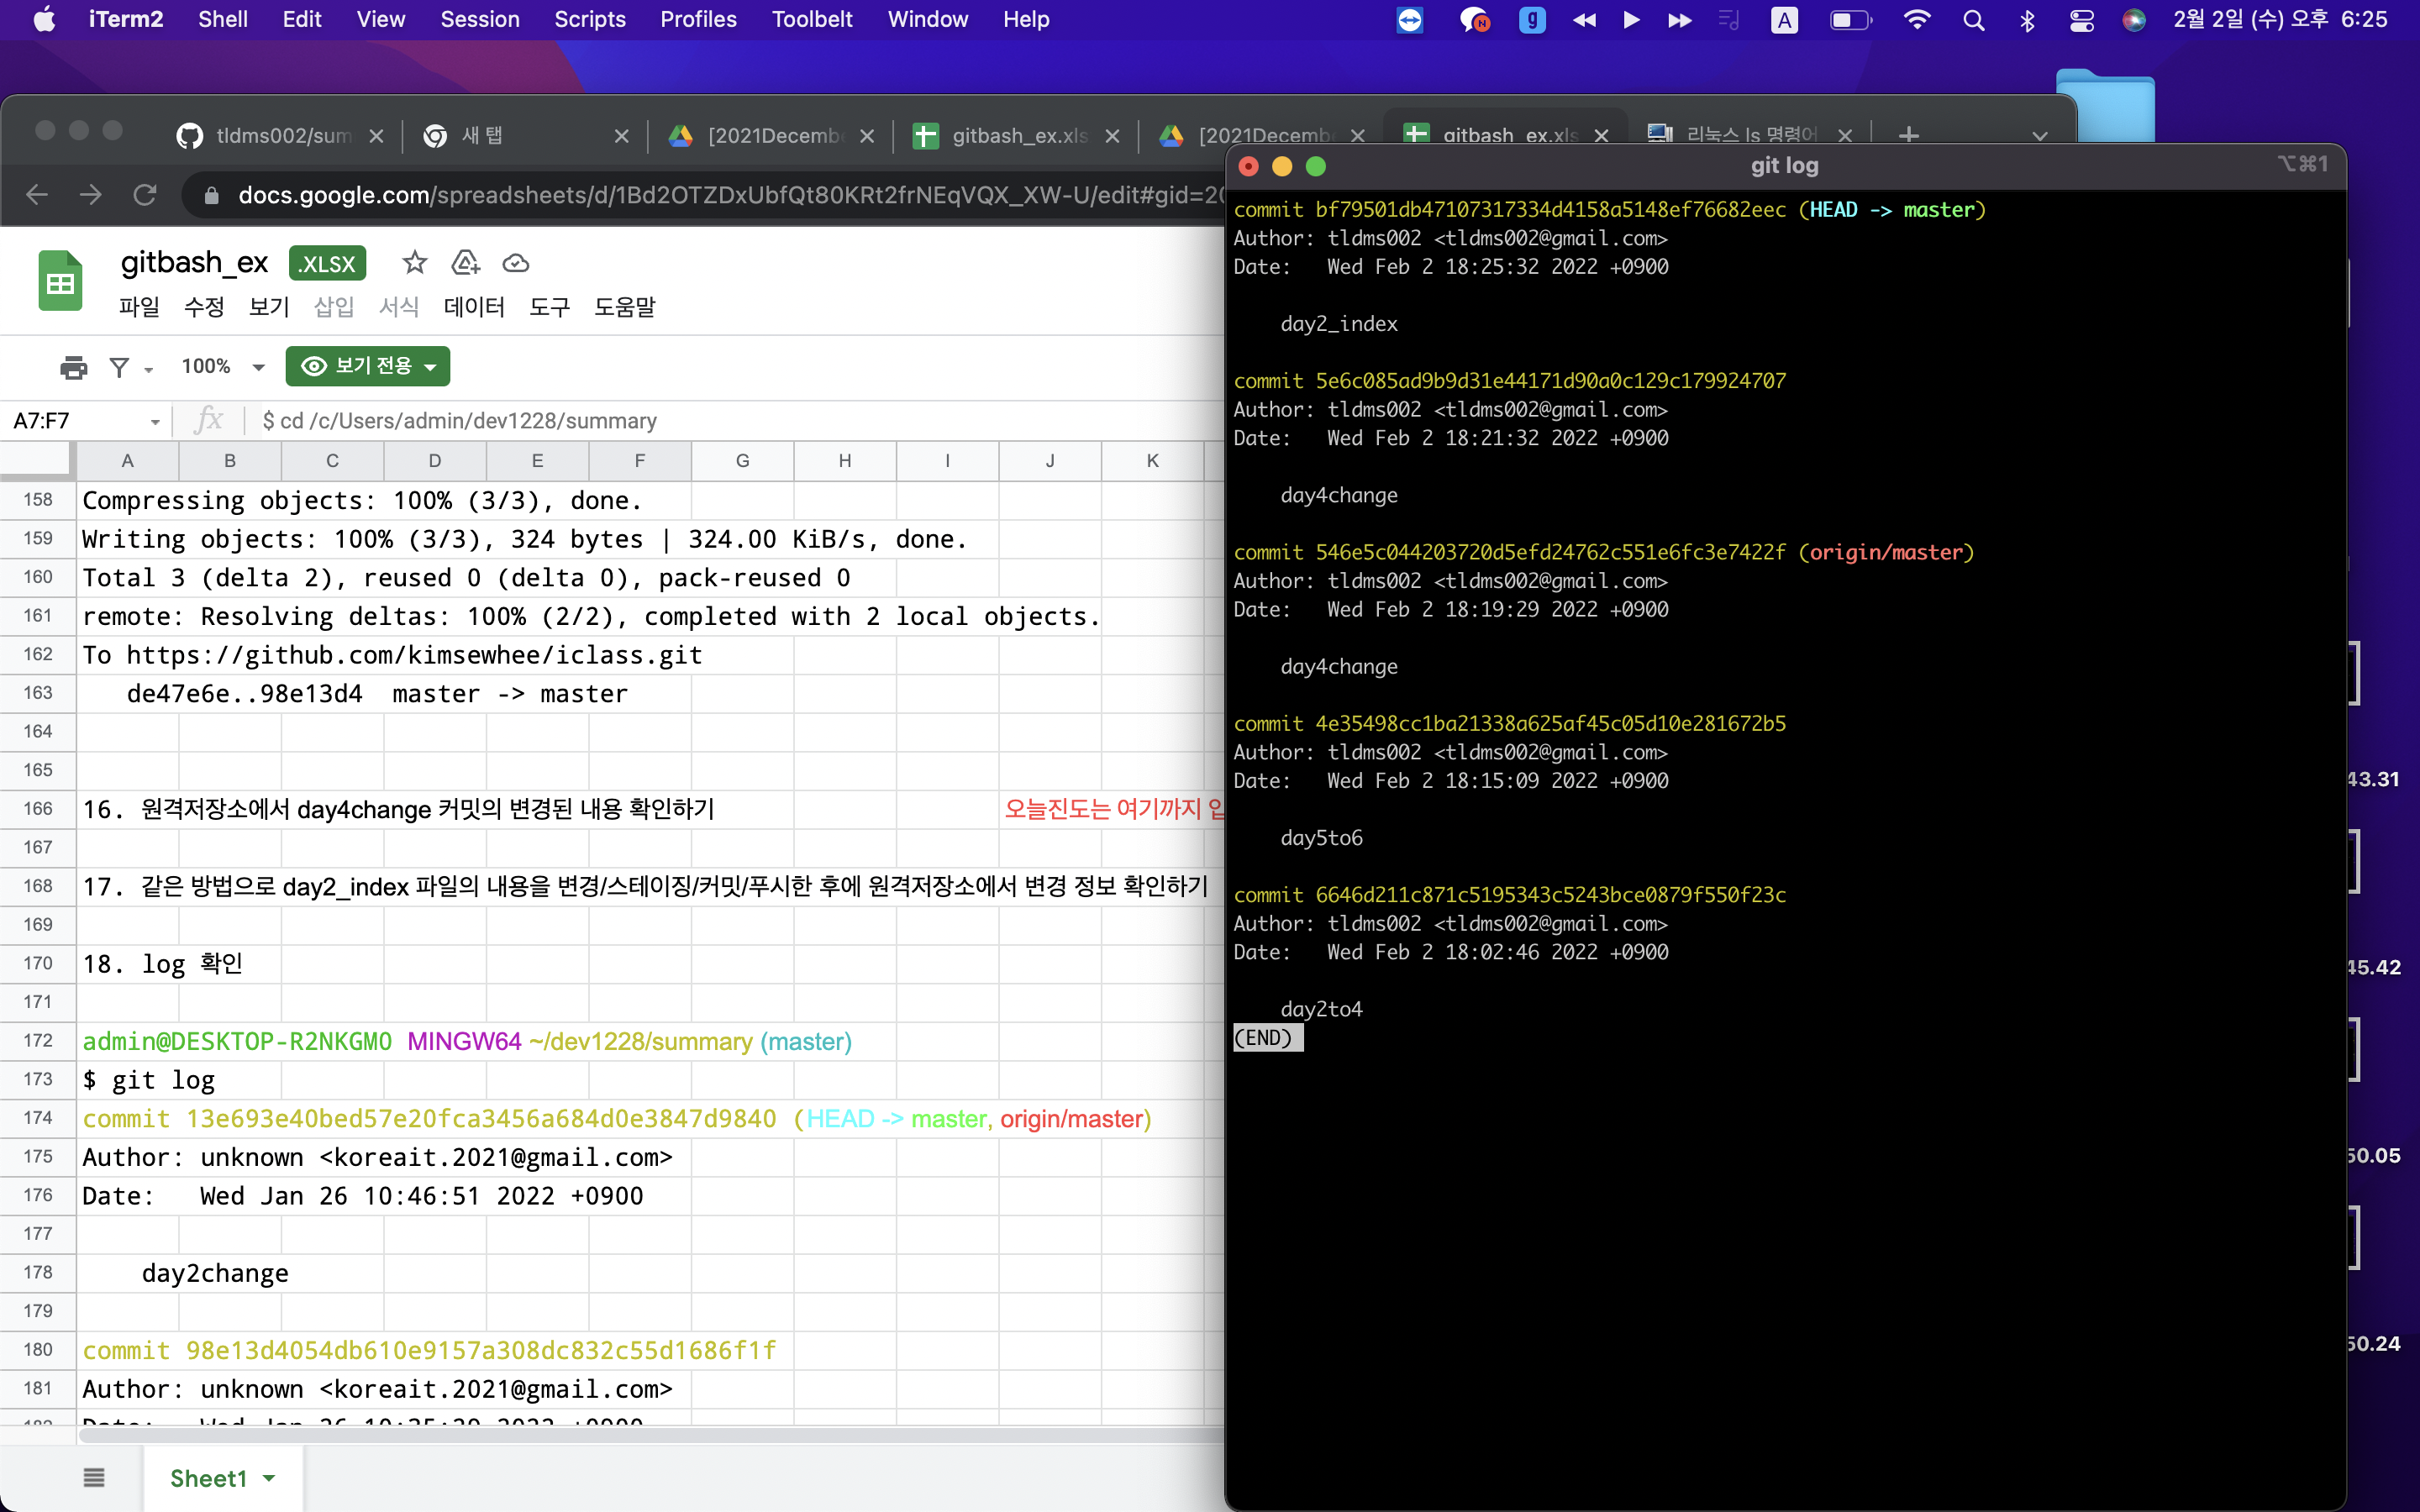 iTerm2 Shell Edit View Session Scripts Profiles Toolbelt Window Help
A 2월 2일 (수) 오후 6:25
tldms002/sum 새 탭 [2021Decembe gitbash_ex.xls [2021Decembe gitbash_ex.xls 리눅스 ls 명령어
docs.google.com/spreadsheets/d/1Bd2OTZDxUbfQt80KRt2frNEqVQX_XW-U/edit#gid=20
gitbash_ex .XLSX
파일 수정 보기 삽입 서식 데이터 도구 도움말
100% 보기 전용
A7:F7 fx $ cd /c/Users/admin/dev1228/summary
A B C D E F G H I J K
158 Compressing objects: 100% (3/3), done.
159 Writing objects: 100% (3/3), 324 bytes | 324.00 KiB/s, done.
160 Total 3 (delta 2), reused 0 (delta 0), pack-reused 0
161 remote: Resolving deltas: 100% (2/2), completed with 2 local objects.
162 To https://github.com/kimsewhee/iclass.git
163 de47e6e..98e13d4 master -> master
164
165
166 16. 원격저장소에서 day4change 커밋의 변경된 내용 확인하기 오늘진도는 여기까지 입
167
168 17. 같은 방법으로 day2_index 파일의 내용을 변경/스테이징/커밋/푸시한 후에 원격저장소에서 변경 정보 확인하기
169
170 18. log 확인
171
172 admin@DESKTOP-R2NKGM0 MINGW64 ~/dev1228/summary (master)
173 $ git log
174 commit 13e693e40bed57e20fca3456a684d0e3847d9840 (HEAD -> master, origin/master)
175 Author: unknown <koreait.2021@gmail.com>
176 Date: Wed Jan 26 10:46:51 2022 +0900
177
178 day2change
179
180 commit 98e13d4054db610e9157a308dc832c55d1686f1f
181 Author: unknown <koreait.2021@gmail.com>
Sheet1
git log
⌥⌘1
commit bf79501db47107317334d4158a5148ef76682eec (HEAD -> master)
Author: tldms002 <tldms002@gmail.com>
Date: Wed Feb 2 18:25:32 2022 +0900
day2_index
commit 5e6c085ad9b9d31e44171d90a0c129c179924707
Author: tldms002 <tldms002@gmail.com>
Date: Wed Feb 2 18:21:32 2022 +0900
day4change
commit 546e5c044203720d5efd24762c551e6fc3e7422f (origin/master)
Author: tldms002 <tldms002@gmail.com>
Date: Wed Feb 2 18:19:29 2022 +0900
day4change
commit 4e35498cc1ba21338a625af45c05d10e281672b5
Author: tldms002 <tldms002@gmail.com>
Date: Wed Feb 2 18:15:09 2022 +0900
day5to6
commit 6646d211c871c5195343c5243bce0879f550f23c
Author: tldms002 <tldms002@gmail.com>
Date: Wed Feb 2 18:02:46 2022 +0900
day2to4
(END)
43.31
45.42
50.05
50.24